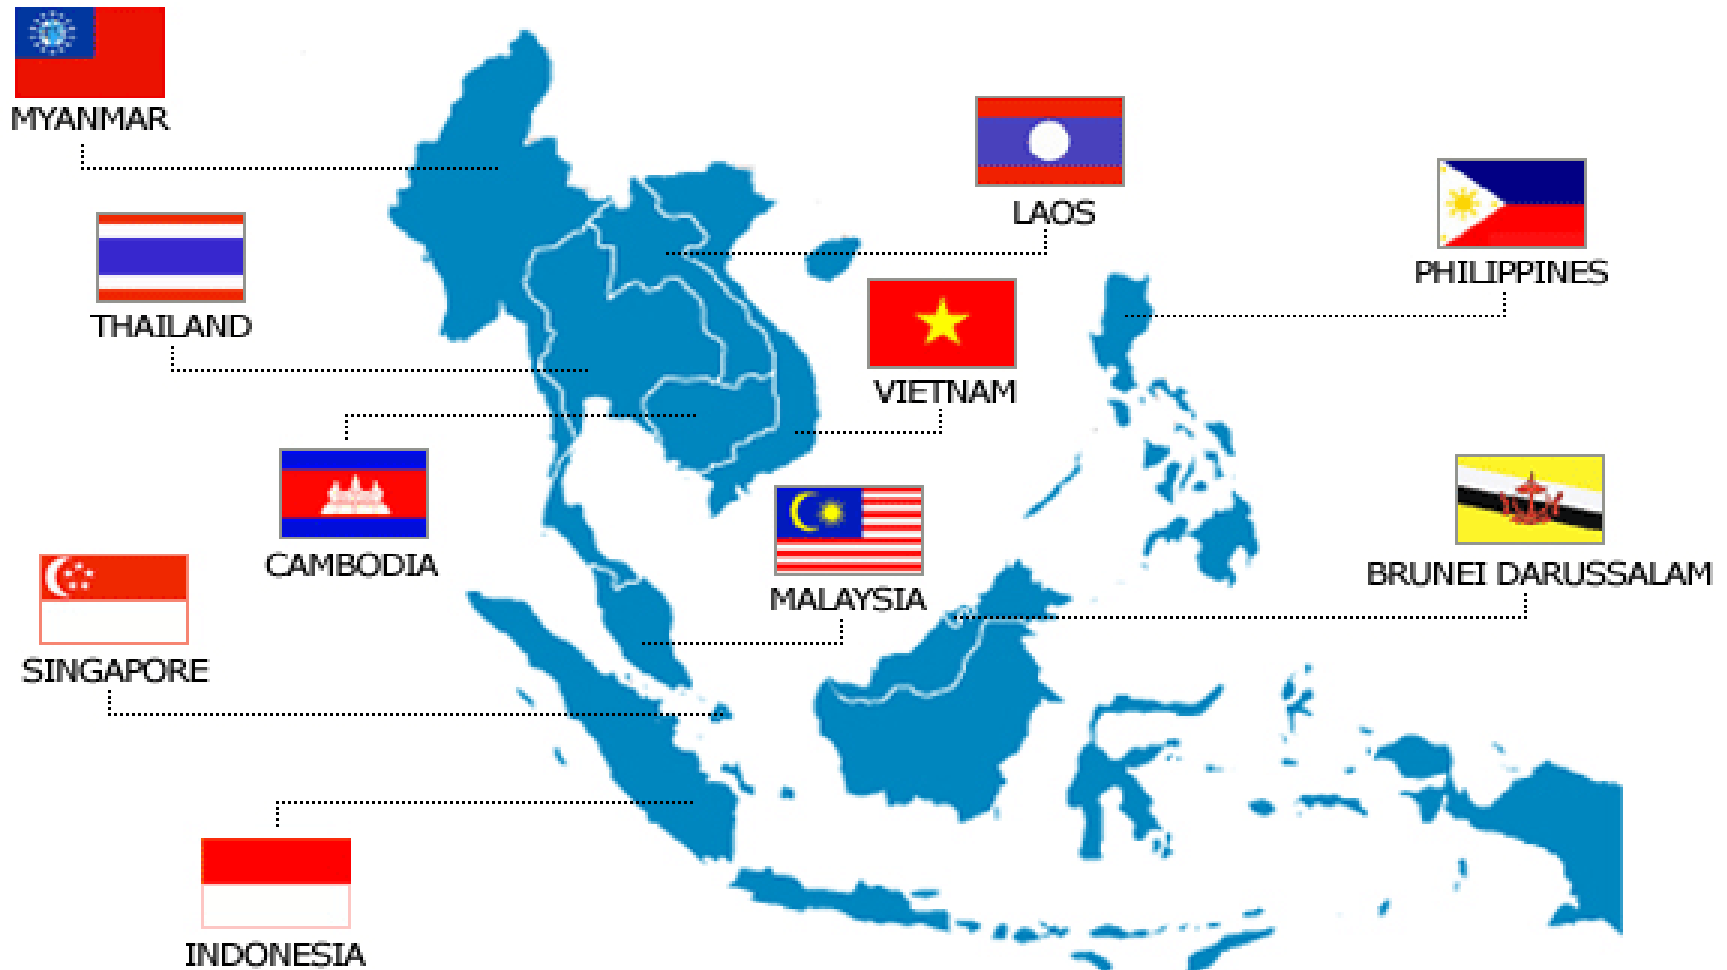 MYANMAR
LAOS
PHILIPPINES
THAILAND
VIETNAM
CAMBODIA
MALAYSIA
BRUNEI DARUSSALAM
SINGAPORE
INDONESIA